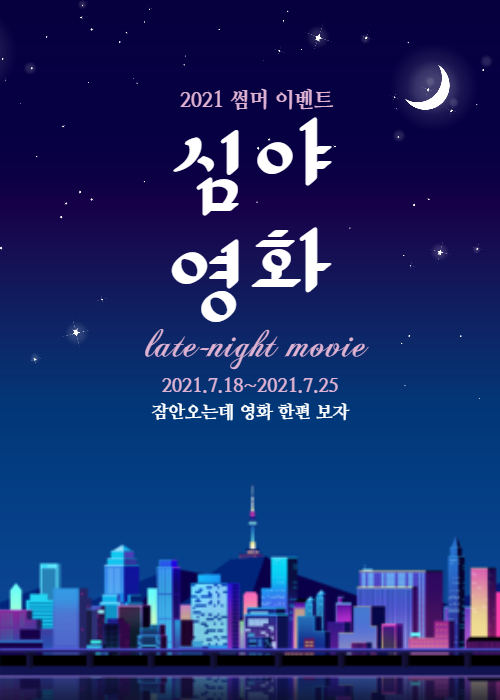 2021 썸머 이벤트
심야
영화
late-night movie
2021.7.18~2021.7.25
잠안오는데 영화 한편 보자